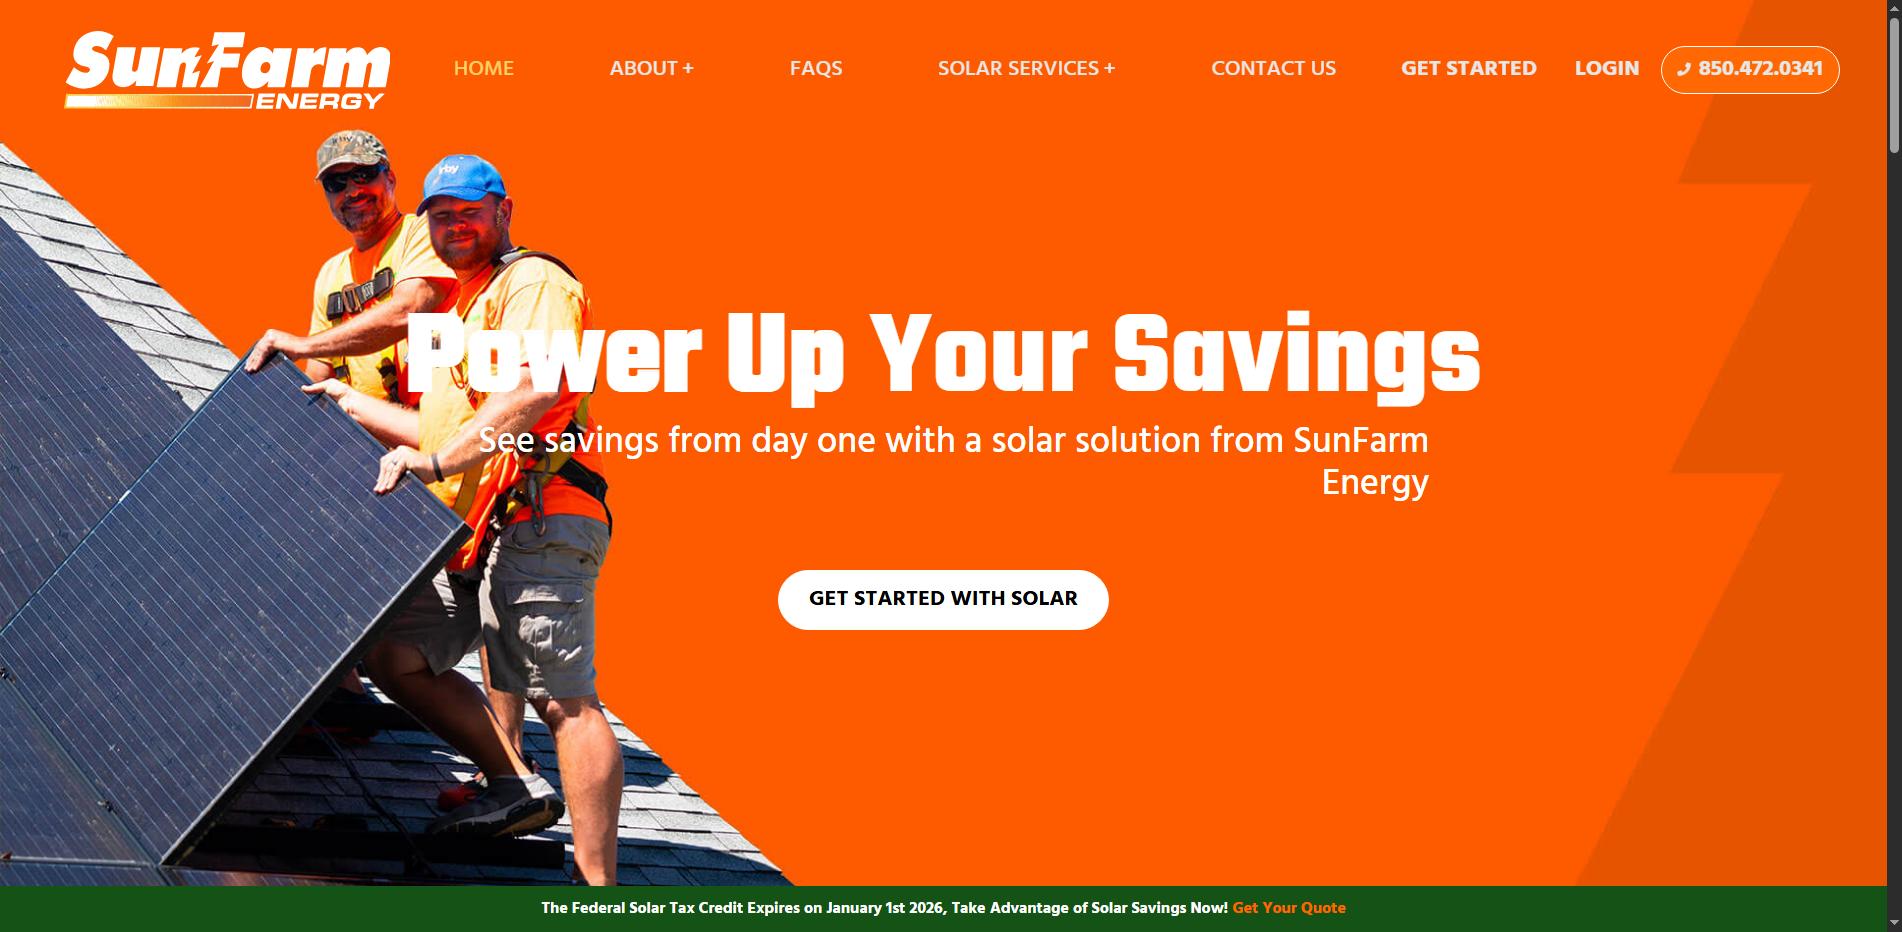 SunFarm
ENERGY
HOME
ABOUT +
FAQS
SOLAR SERVICES +
CONTACT US
GET STARTED
LOGIN
850.472.0341
irby
Power Up Your Savings
See savings from day one with a solar solution from SunFarm
Energy
GET STARTED WITH SOLAR
The Federal Solar Tax Credit Expires on January 1st 2026, Take Advantage of Solar Savings Now! Get Your Quote